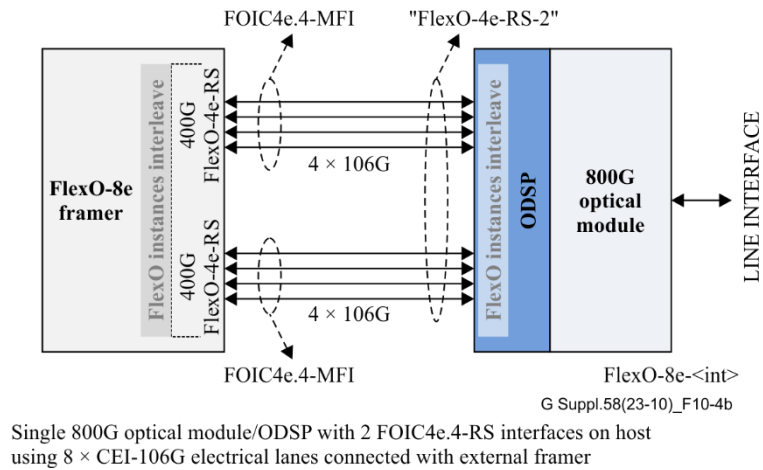 FOIC4e.4-MFI
"FlexO-4e-RS-2"
FlexO-8e
framer
FlexO instances interleave
400G
FlexO-4e-RS
4 × 106G
400G
FlexO-4e-RS
4 × 106G
FOIC4e.4-MFI
FlexO instances interleave
ODSP
800G
optical
module
LINE INTERFACE
FlexO-8e-<int>
G Suppl.58(23-10)_F10-4b
Single 800G optical module/ODSP with 2 FOIC4e.4-RS interfaces on host
using 8 × CEI-106G electrical lanes connected with external framer